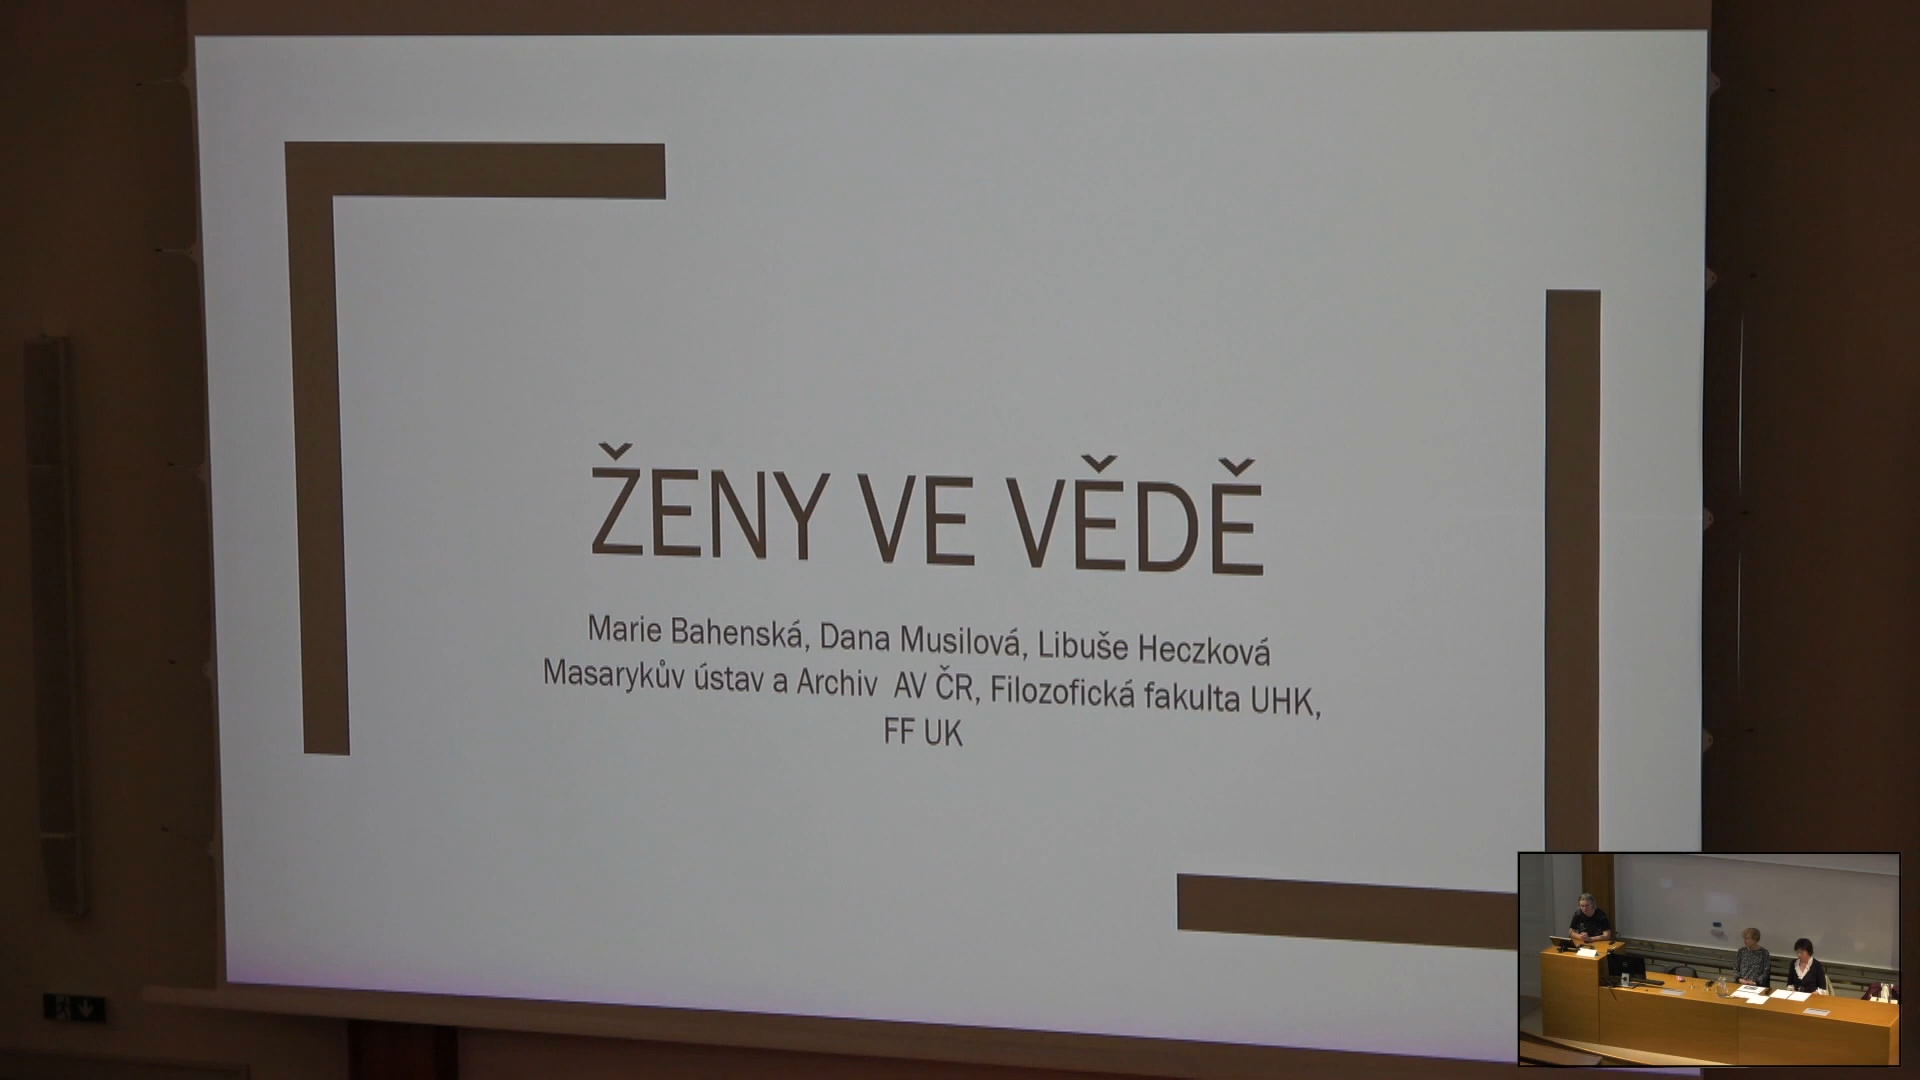 ŽENY VE VĚDĚ
Marie Bahenská, Dana Musilová, Libuše Heczková
Masarykův ústav a Archiv AV ČR, Filozofická fakulta UHK,
FF UK